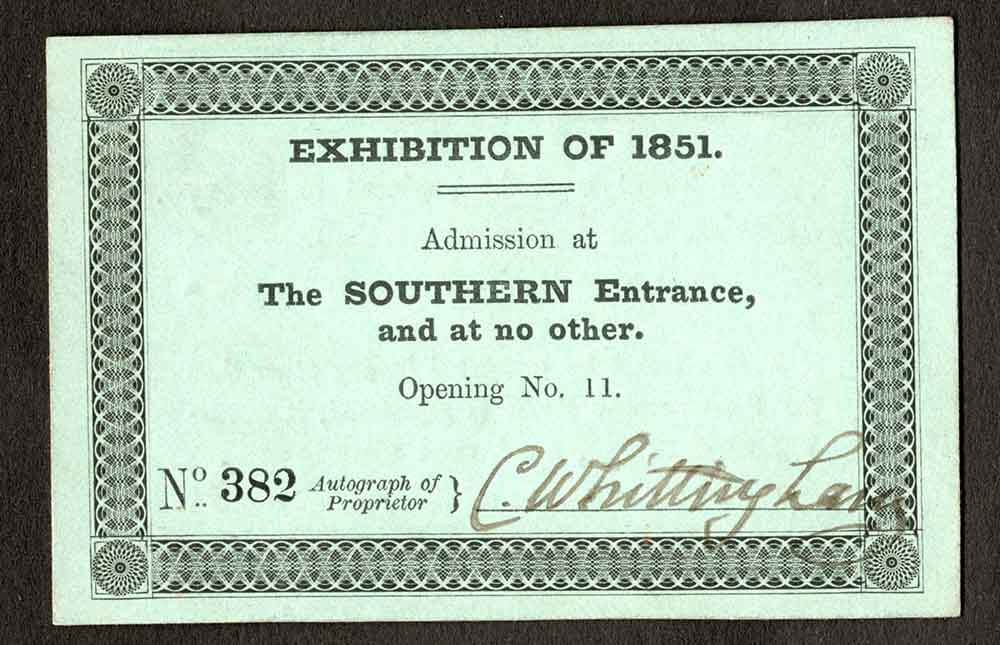 EXHIBITION OF 1851.
Admission at
The SOUTHERN Entrance,
and at no other.
Opening No. 11.
No. 382 Autograph of Proprietor } C. Whittingham